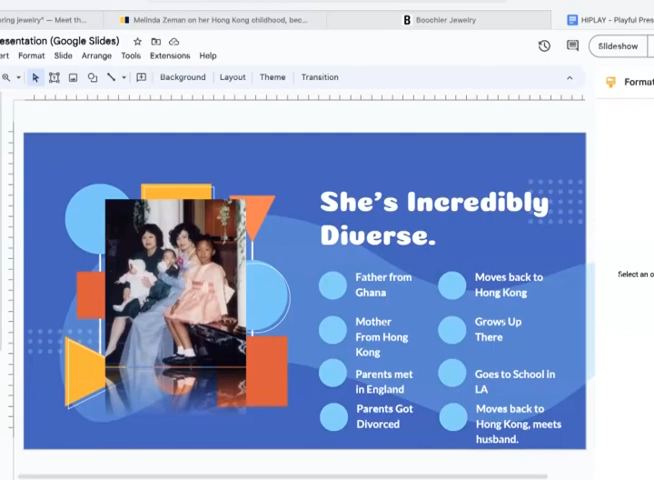 oring jewelry" — Meet th...
Melinda Zeman on her Hong Kong childhood, bec...
B Boochier Jewelry
HIPLAY - Playful Pres
esentation (Google Slides)
ert Format Slide Arrange Tools Extensions Help
Slideshow
Background Layout Theme Transition
Format
She's Incredibly
Diverse.
Father from
Ghana
Mother
From Hong
Kong
Parents met
in England
Parents Got
Divorced
Moves back to
Hong Kong
Grows Up
There
Goes to School in
LA
Moves back to
Hong Kong, meets
husband.
Select an o